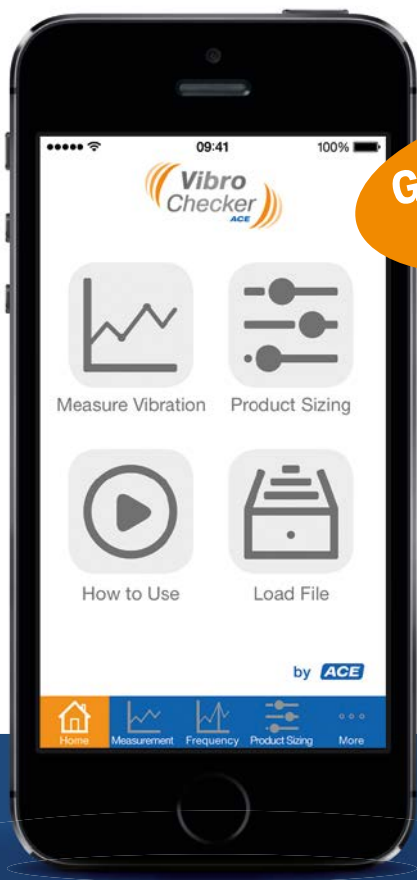 09:41
100%
Vibro
Checker
ACE
G
Measure Vibration
Product Sizing
How to Use
Load File
by ACE
Home
Measurement
Frequency
Product Sizing
More